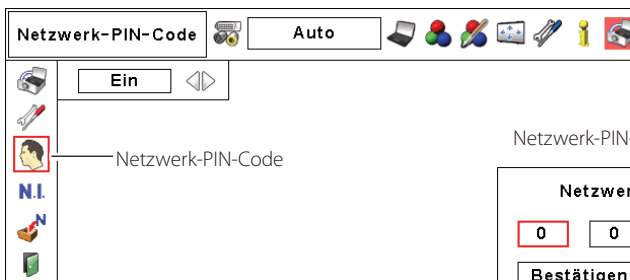 Netzwerk-PIN-Code
Auto
Ein
Netzwerk-PIN-Code
Netzwerk-PIN
Netzwer
N.I.
N
0 0
Bestätigen